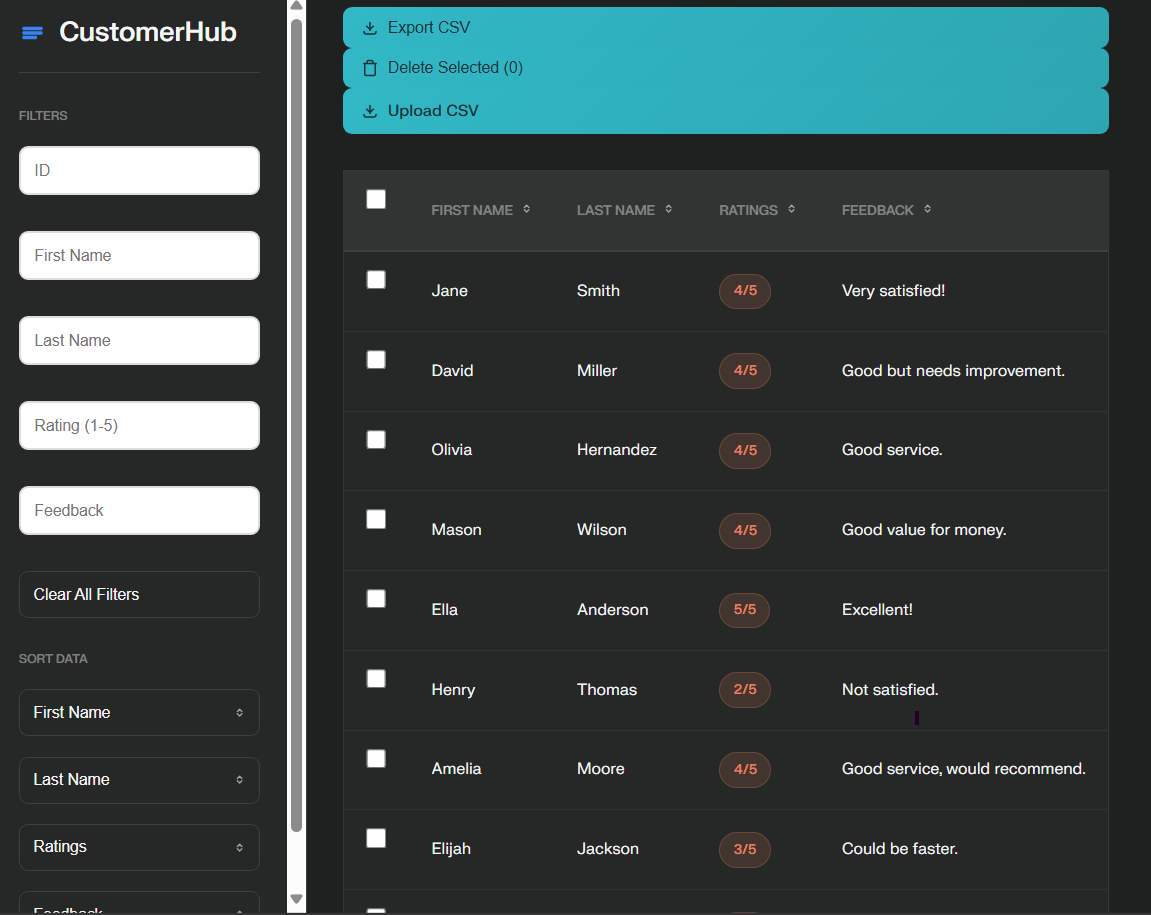 CustomerHub
FILTERS
ID
First Name
Last Name
Rating (1-5)
Feedback
Clear All Filters
SORT DATA
First Name
Last Name
Ratings
Feedback
Export CSV
Delete Selected (0)
Upload CSV
FIRST NAME LAST NAME RATINGS FEEDBACK
Jane Smith 4/5 Very satisfied!
David Miller 4/5 Good but needs improvement.
Olivia Hernandez 4/5 Good service.
Mason Wilson 4/5 Good value for money.
Ella Anderson 5/5 Excellent!
Henry Thomas 2/5 Not satisfied.
Amelia Moore 4/5 Good service, would recommend.
Elijah Jackson 3/5 Could be faster.